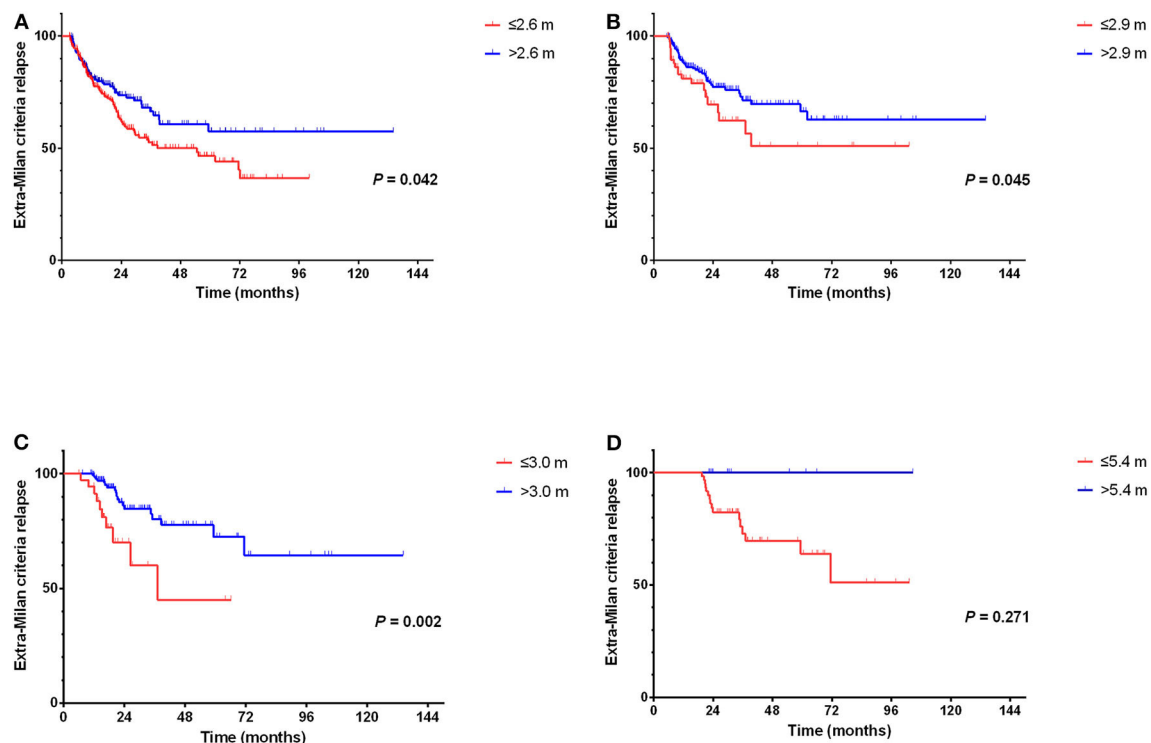 A
≤2.6 m
>2.6 m
Extra-Milan criteria relapse
100
50
0
P = 0.042
0 24 48 72 96 120 144
Time (months)
B
≤2.9 m
>2.9 m
Extra-Milan criteria relapse
100
50
0
P = 0.045
0 24 48 72 96 120 144
Time (months)
C
≤3.0 m
>3.0 m
Extra-Milan criteria relapse
100
50
0
P = 0.002
0 24 48 72 96 120 144
Time (months)
D
≤5.4 m
>5.4 m
Extra-Milan criteria relapse
100
50
0
P = 0.271
0 24 48 72 96 120 144
Time (months)